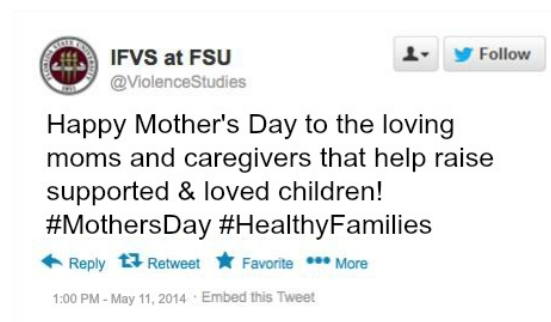 IFVS at FSU
@ViolenceStudies
Follow
Happy Mother's Day to the loving
moms and caregivers that help raise
supported & loved children!
#MothersDay #HealthyFamilies
Reply Retweet Favorite More
1:00 PM - May 11, 2014 · Embed this Tweet